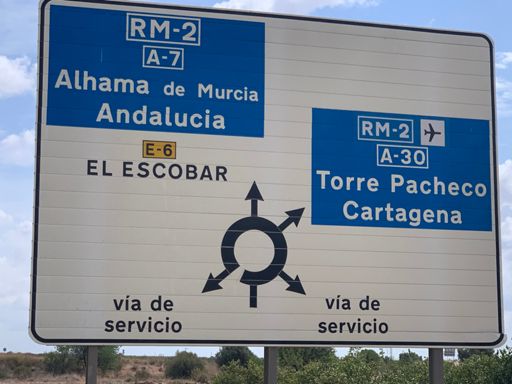 RM-2
A-7
Alhama de Murcia
Andalucia
E-6
EL ESCOBAR
RM-2
A-30
Torre Pacheco
Cartagena
vía de
servicio
vía de
servicio